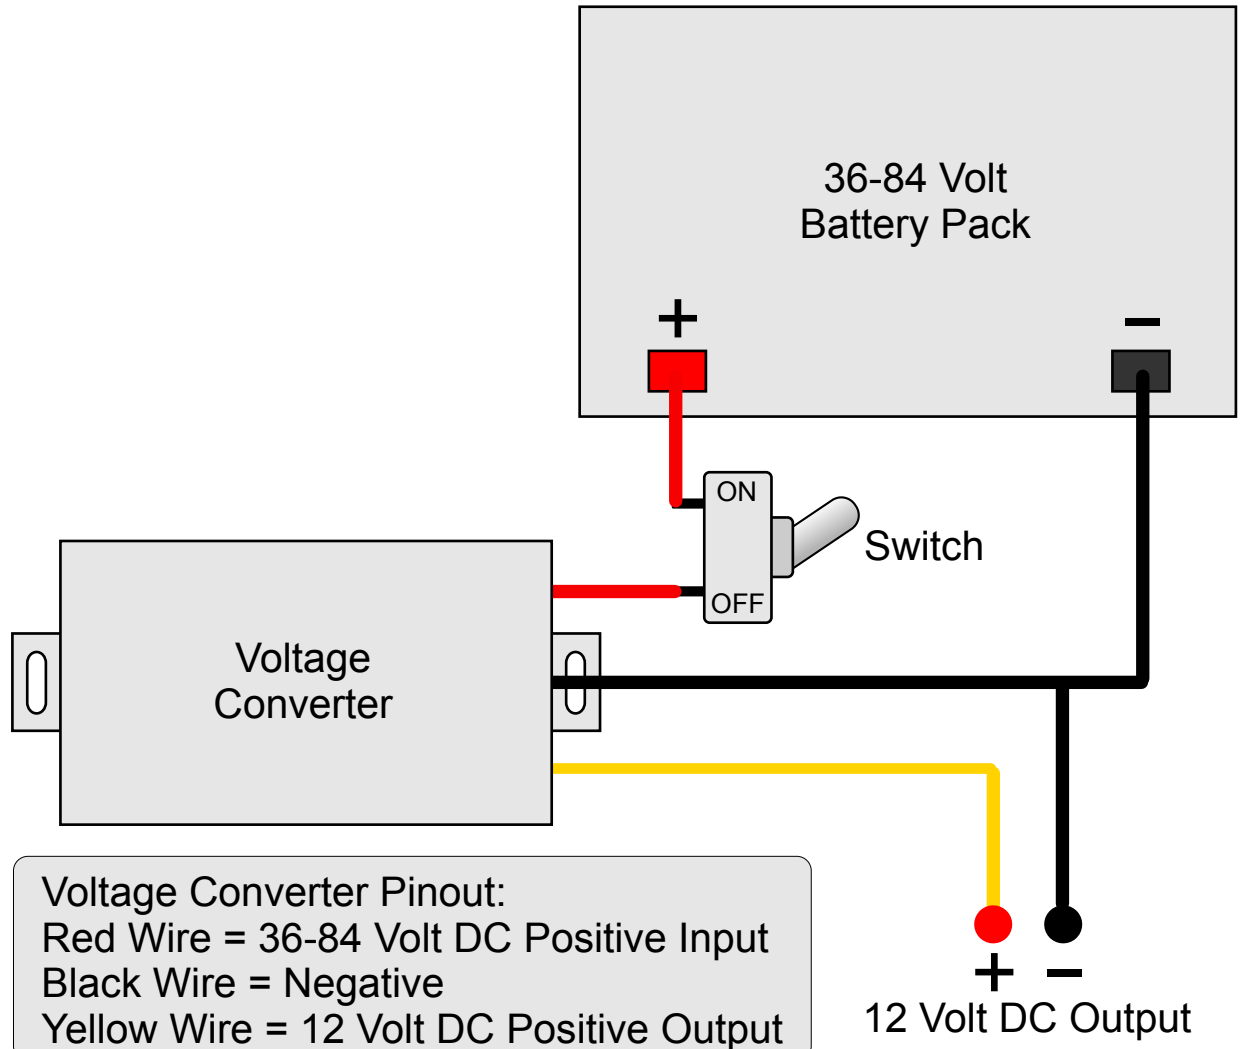 36-84 Volt
Battery Pack
+
−
ON
OFF
Switch
Voltage
Converter
Voltage Converter Pinout:
Red Wire = 36-84 Volt DC Positive Input
Black Wire = Negative
Yellow Wire = 12 Volt DC Positive Output
+ −
12 Volt DC Output